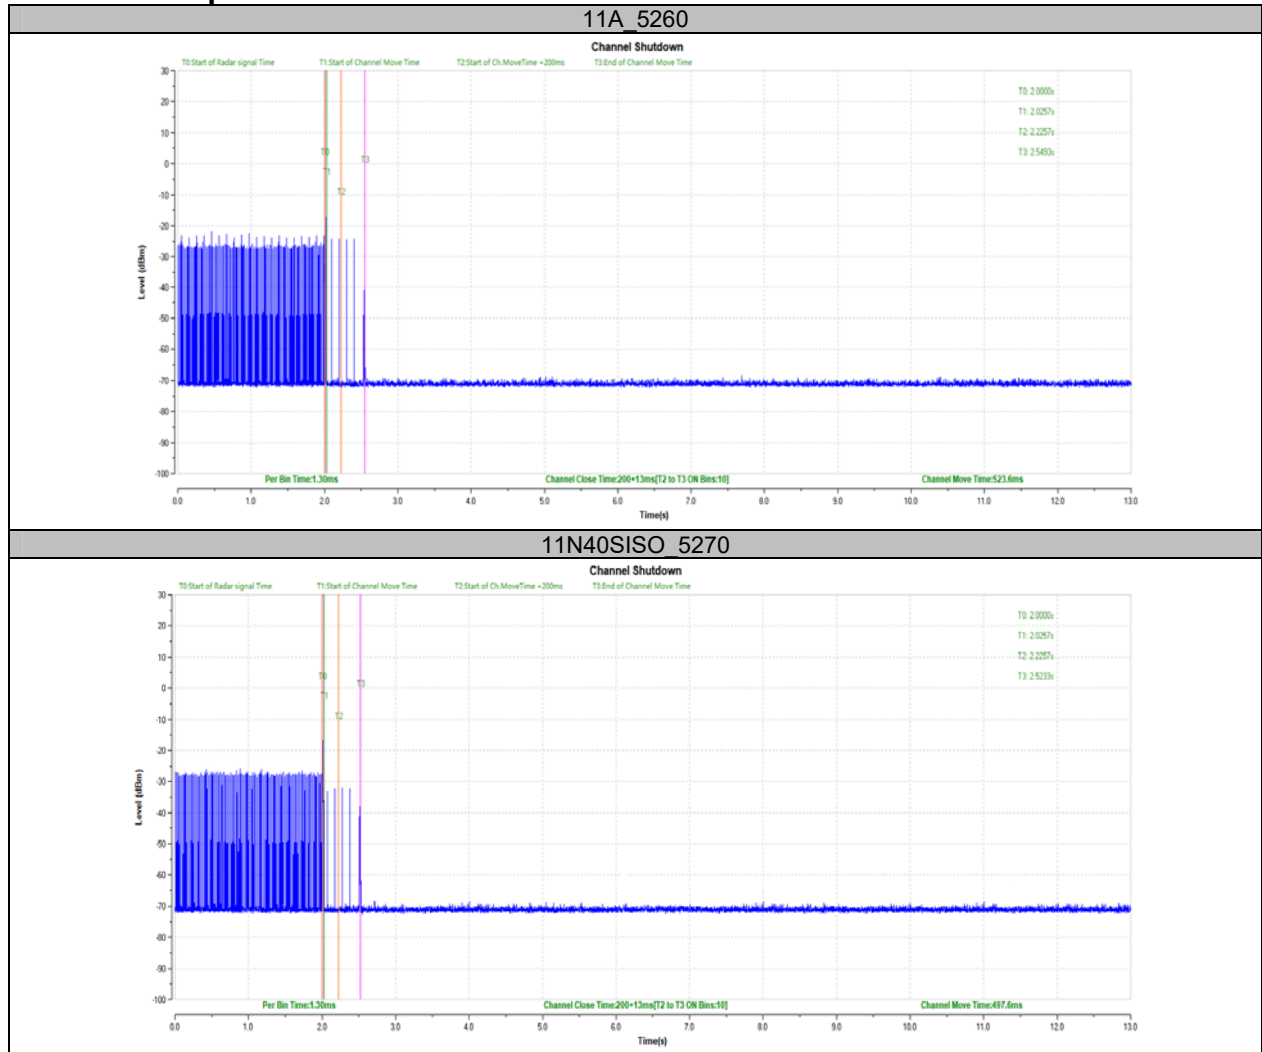 11A_5260
Channel Shutdown
T0:Start of Radar signal Time T1:Start of Channel Move Time T2:Start of Ch.MoveTime +200ms T3:End of Channel Move Time
30
20
10
0
-10
-20
-30
-40
-50
-60
-70
-80
-90
-100
Level (dBm)
T0: 2.0000s
T1: 2.0257s
T2: 2.2257s
T3: 2.5493s
T0
T1
T2
T3
Per Bin Time:1.30ms Channel Close Time:200+13ms[T2 to T3 ON Bins:10] Channel Move Time:523.6ms
0.0 1.0 2.0 3.0 4.0 5.0 6.0 7.0 8.0 9.0 10.0 11.0 12.0 13.0
Time(s)
11N40SISO_5270
Channel Shutdown
T0:Start of Radar signal Time T1:Start of Channel Move Time T2:Start of Ch.MoveTime +200ms T3:End of Channel Move Time
30
20
10
0
-10
-20
-30
-40
-50
-60
-70
-80
-90
-100
Level (dBm)
T0: 2.0000s
T1: 2.0257s
T2: 2.2257s
T3: 2.5233s
T0
T1
T2
T3
Per Bin Time:1.30ms Channel Close Time:200+13ms[T2 to T3 ON Bins:10] Channel Move Time:497.6ms
0.0 1.0 2.0 3.0 4.0 5.0 6.0 7.0 8.0 9.0 10.0 11.0 12.0 13.0
Time(s)